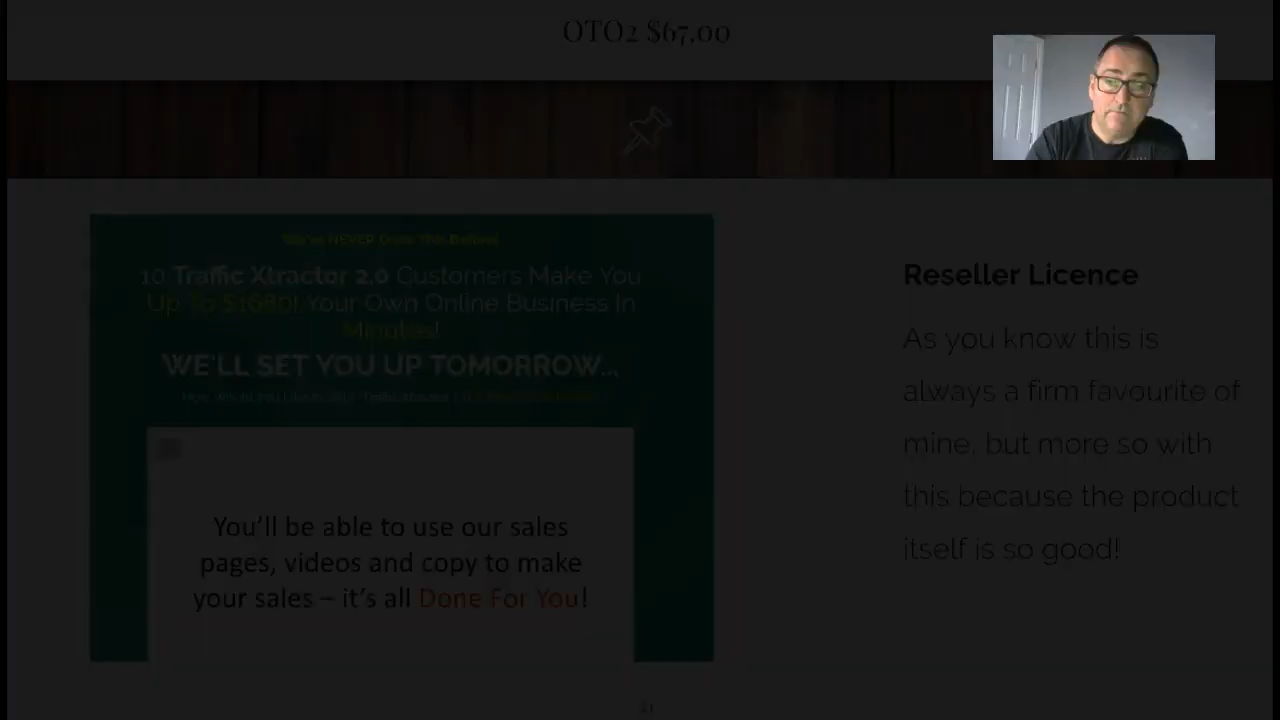 OTO2 $67.00
10 Traffic Xtractor 2.0 Customers Make You
Up To $1680! Your Own Online Business In
Minutes!
WE'LL SET YOU UP TOMORROW...
You'll be able to use our sales
pages, videos and copy to make
your sales – it's all Done For You!
Reseller Licence
As you know this is
always a firm favourite of
mine, but more so with
this because the product
itself is so good!